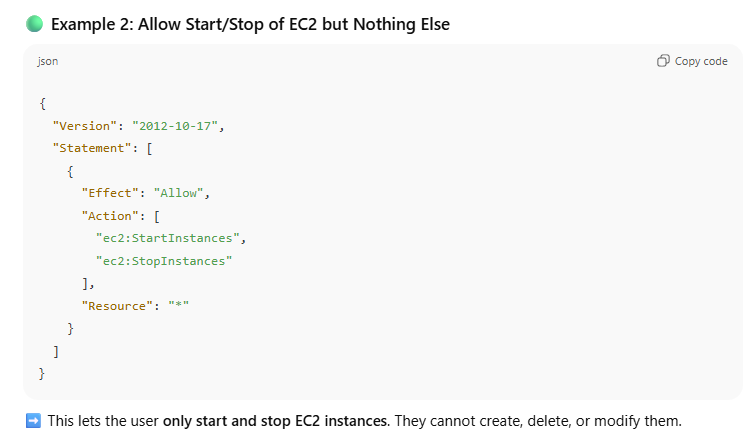 Example 2: Allow Start/Stop of EC2 but Nothing Else
json
Copy code
{
  "Version": "2012-10-17",
  "Statement": [
    {
      "Effect": "Allow",
      "Action": [
        "ec2:StartInstances",
        "ec2:StopInstances"
      ],
      "Resource": "*"
    }
  ]
}
This lets the user only start and stop EC2 instances. They cannot create, delete, or modify them.